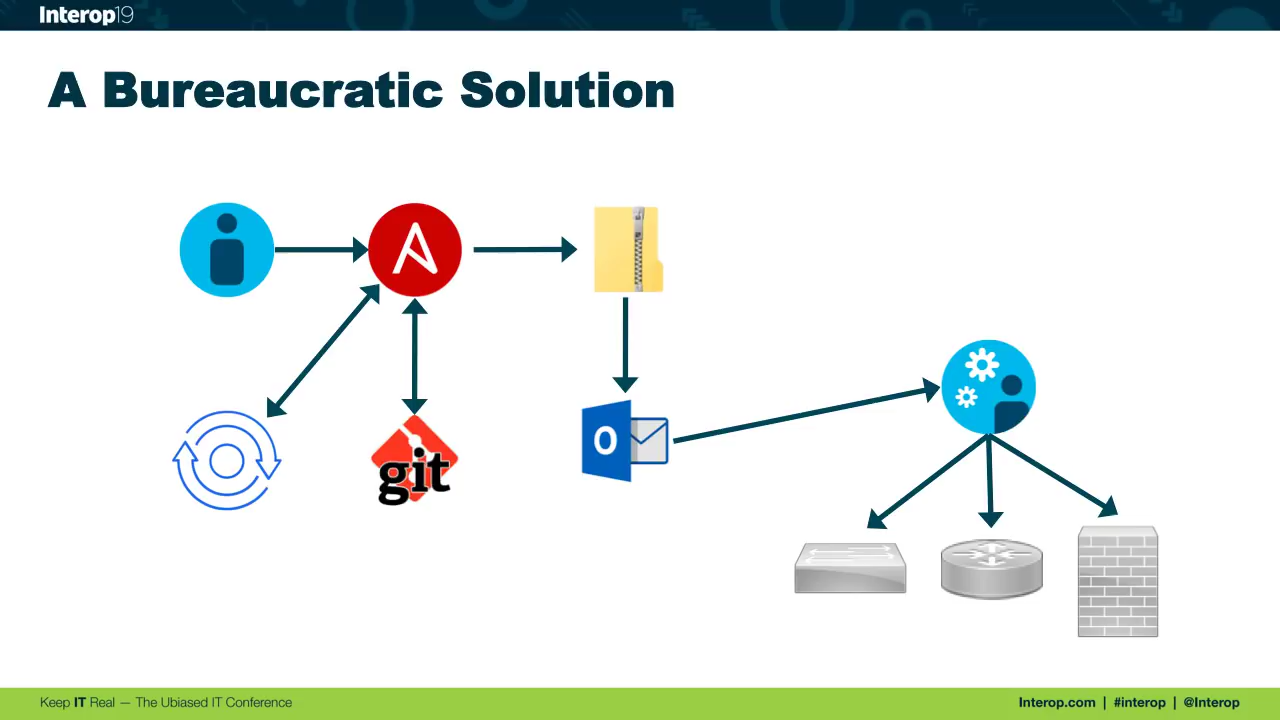 Interop19
A Bureaucratic Solution
git
O
Keep IT Real — The Ubiased IT Conference
Interop.com | #interop | @Interop